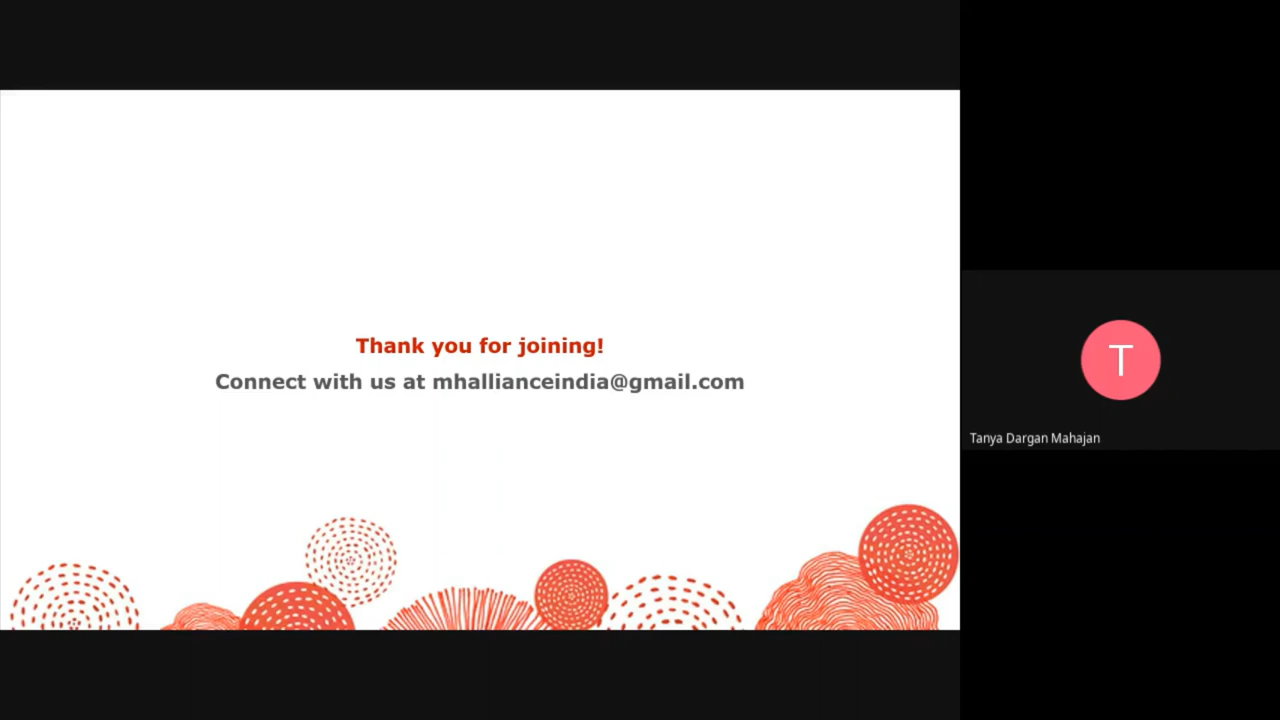 Thank you for joining!
Connect with us at mhallianceindia@gmail.com
T
Tanya Dargan Mahajan